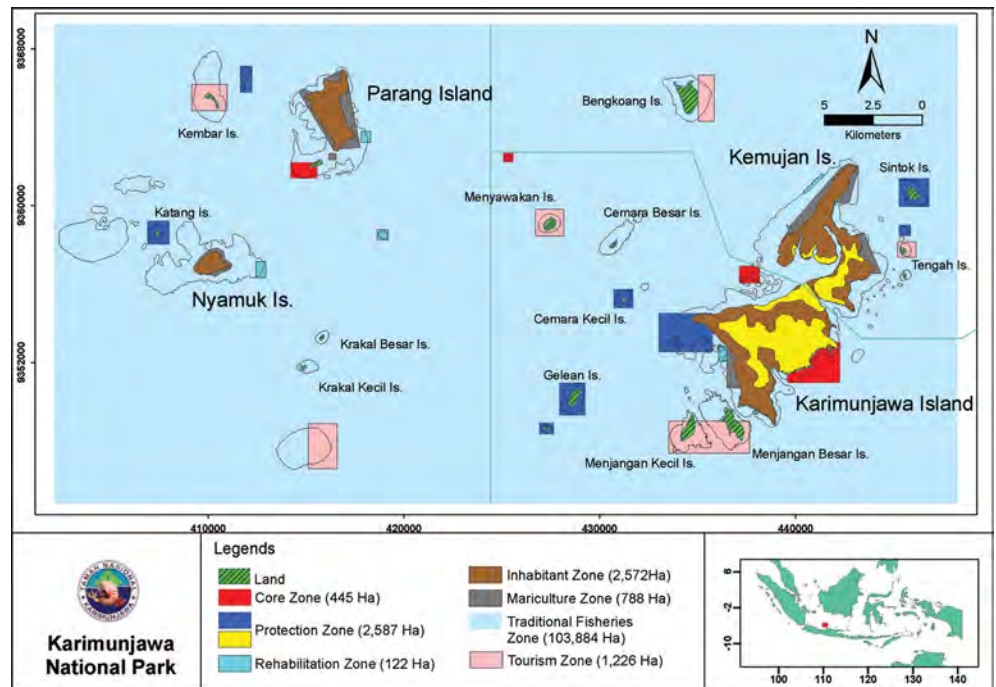 N
5 2.5 0
Kilometers
9368000
9360000
9352000
410000 420000 430000 440000
Kembar Is.
Parang Island
Bengkoang Is.
Kemujan Is.
Sintok Is.
Menyawakan Is.
Cemara Besar Is.
Katang Is.
Tengah Is.
Nyamuk Is.
Cemara Kecil Is.
Krakal Besar Is.
Krakal Kecil Is.
Gelean Is.
Karimunjawa Island
Menjangan Kecil Is.
Menjangan Besar Is.
TAMAN NASIONAL
KARIMUNJAWA
Karimunjawa
National Park
Legends
Land
Core Zone (445 Ha)
Protection Zone (2,587 Ha)
Rehabilitation Zone (122 Ha)
Inhabitant Zone (2,572Ha)
Mariculture Zone (788 Ha)
Traditional Fisheries
Zone (103,884 Ha)
Tourism Zone (1,226 Ha)
6
-2
-10
100 110 120 130 140